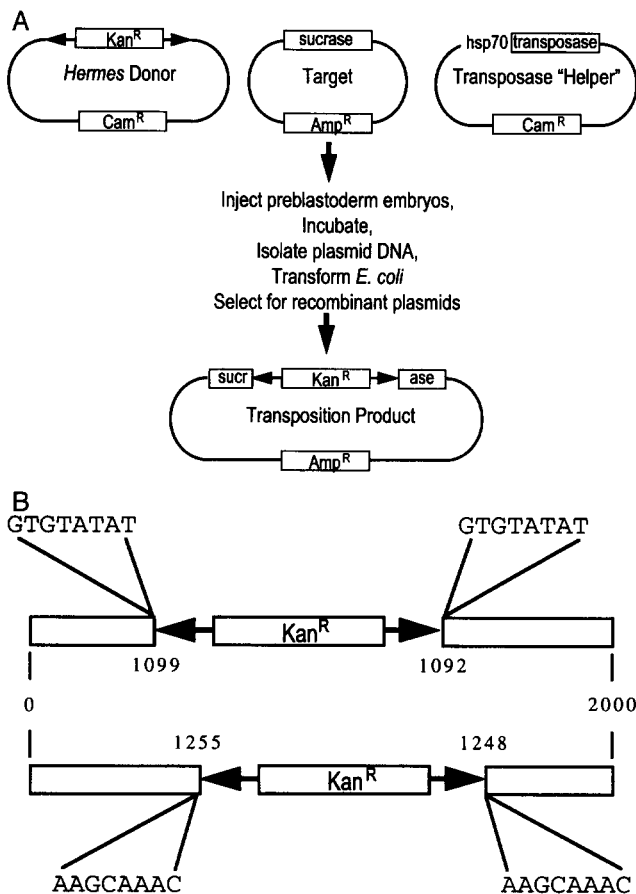 A
Kan^R
Hermes Donor
Cam^R
sucrase
Target
Amp^R
hsp70 transposase
Transposase "Helper"
Cam^R
Inject preblastoderm embryos,
Incubate,
Isolate plasmid DNA,
Transform E. coli
Select for recombinant plasmids
sucr Kan^R ase
Transposition Product
Amp^R
B
GTGTATAT GTGTATAT
Kan^R
1099 1092
0 2000
1255 1248
Kan^R
AAGCAAAC AAGCAAAC